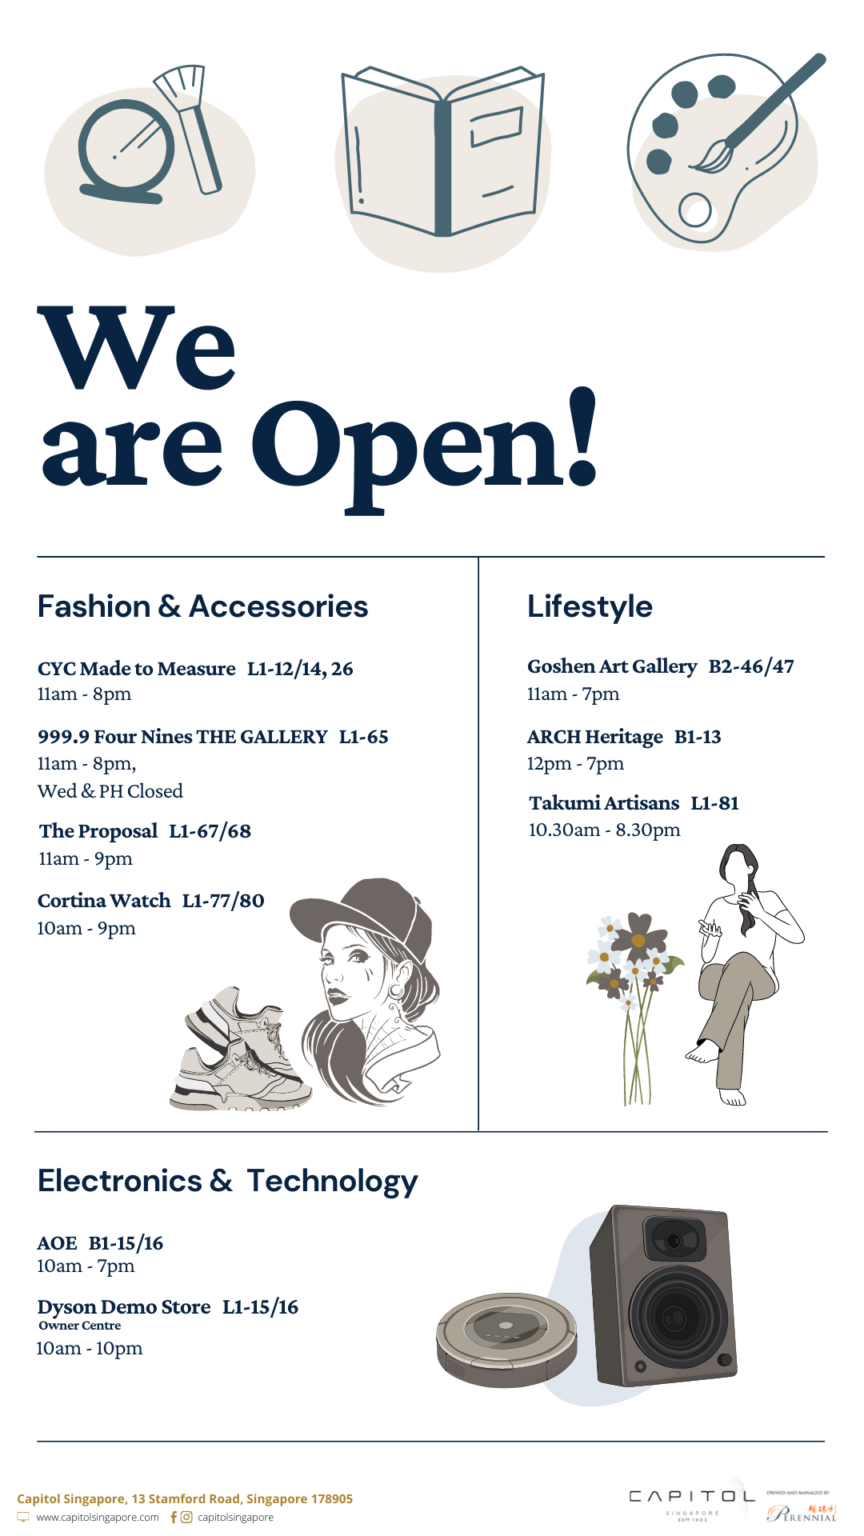 We
are Open!
Fashion & Accessories
CYC Made to Measure L1-12/14, 26
11am - 8pm
999.9 Four Nines THE GALLERY L1-65
11am - 8pm,
Wed & PH Closed
The Proposal L1-67/68
11am - 9pm
Cortina Watch L1-77/80
10am - 9pm
Lifestyle
Goshen Art Gallery B2-46/47
11am - 7pm
ARCH Heritage B1-13
12pm - 7pm
Takumi Artisans L1-81
10.30am - 8.30pm
Electronics & Technology
AOE B1-15/16
10am - 7pm
Dyson Demo Store L1-15/16
Owner Centre
10am - 10pm
Capitol Singapore, 13 Stamford Road, Singapore 178905
www.capitolsingapore.com capitolsingapore
CAPITOL
SINGAPORE
OWNED AND MANAGED BY
PERENNIAL